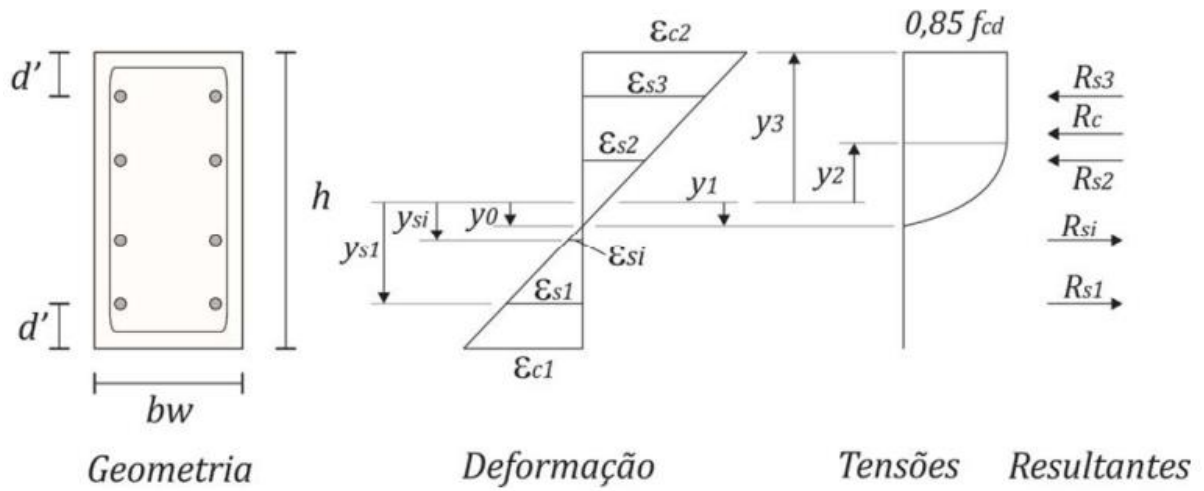 d'
d'
h
bw
Geometria
εc2
εs3
εs2
ysi
y0
ys1
εsi
εs1
εc1
y1
y3
y2
Deformação
0,85 fcd
Tensões
Rs3
Rc
Rs2
Rsi
Rs1
Resultantes